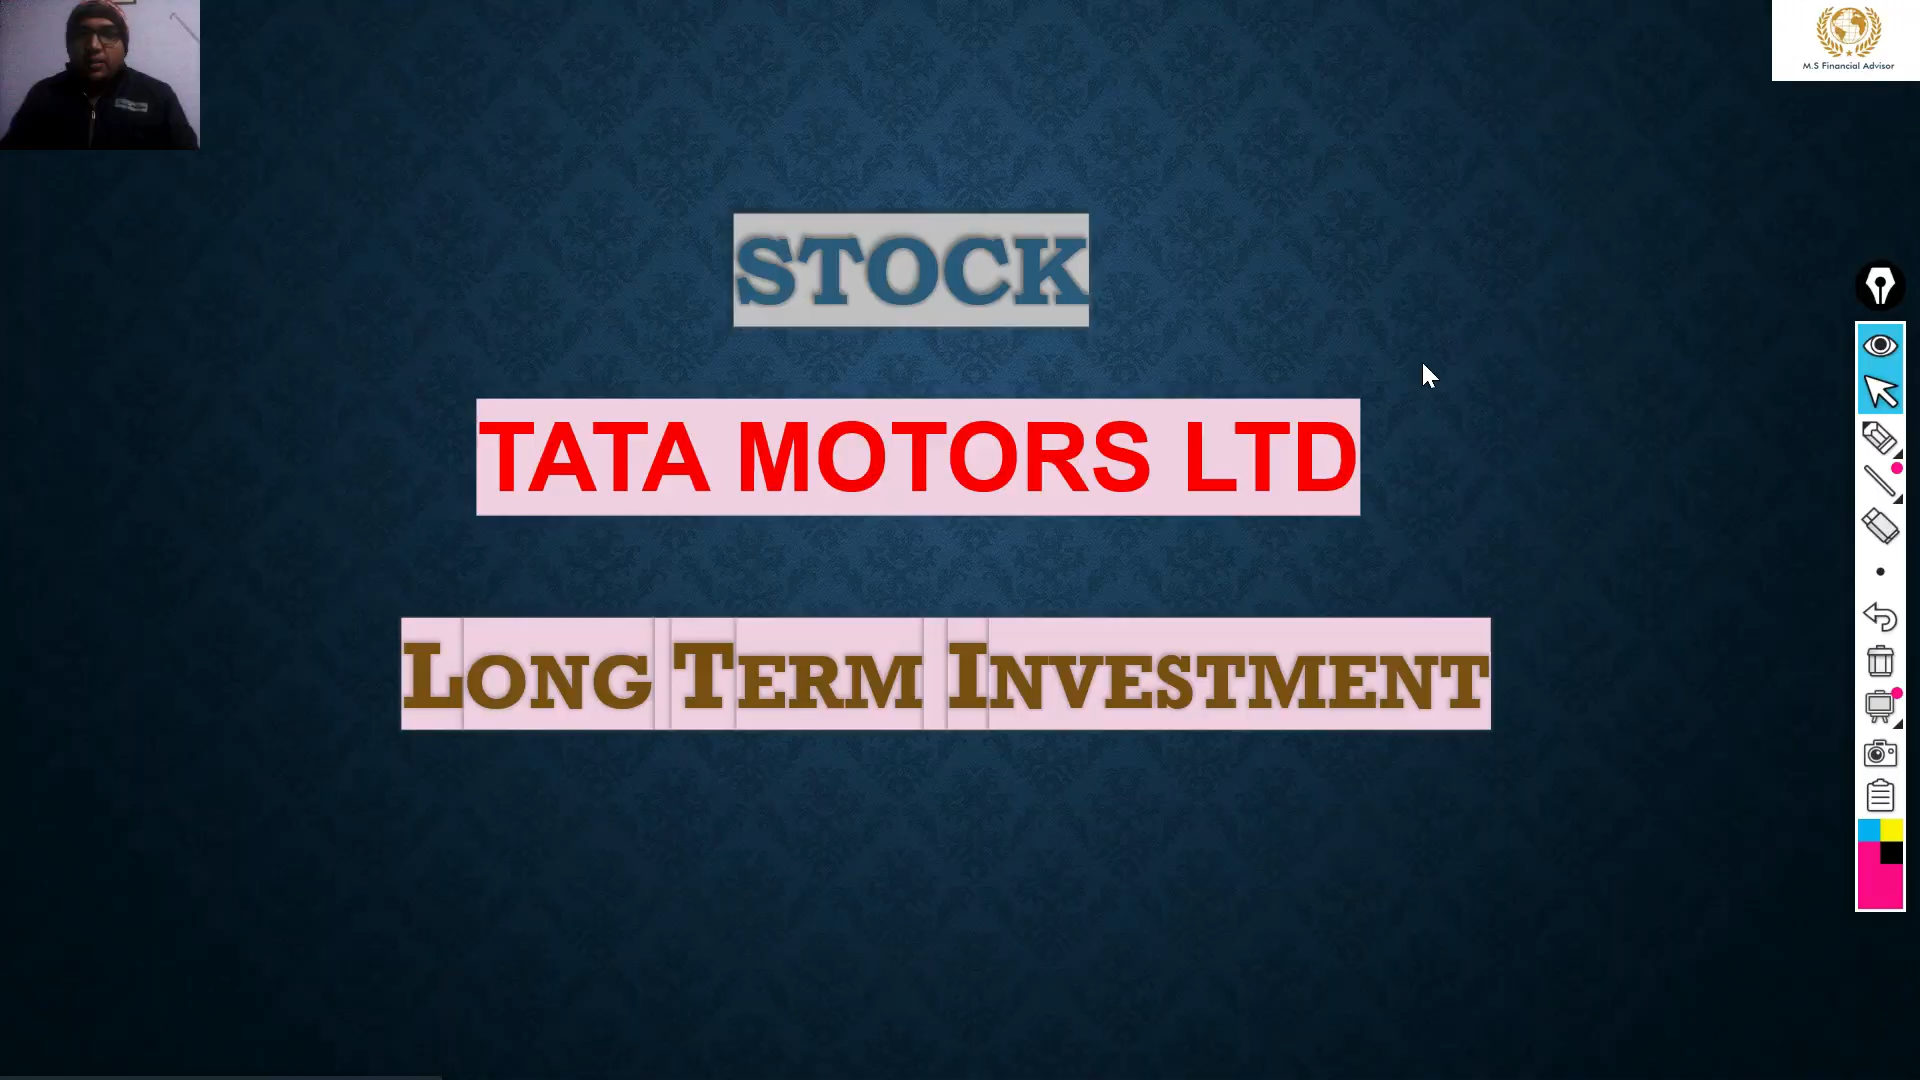 M.S Financial Advisor
STOCK
TATA MOTORS LTD
LONG TERM INVESTMENT